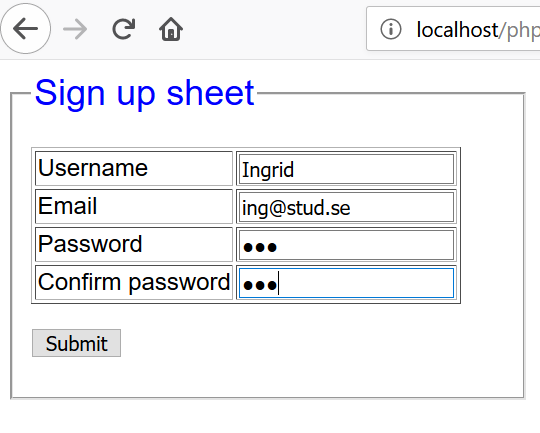 localhost/php
Sign up sheet
Username Ingrid
Email ing@stud.se
Password ●●●
Confirm password ●●●
Submit